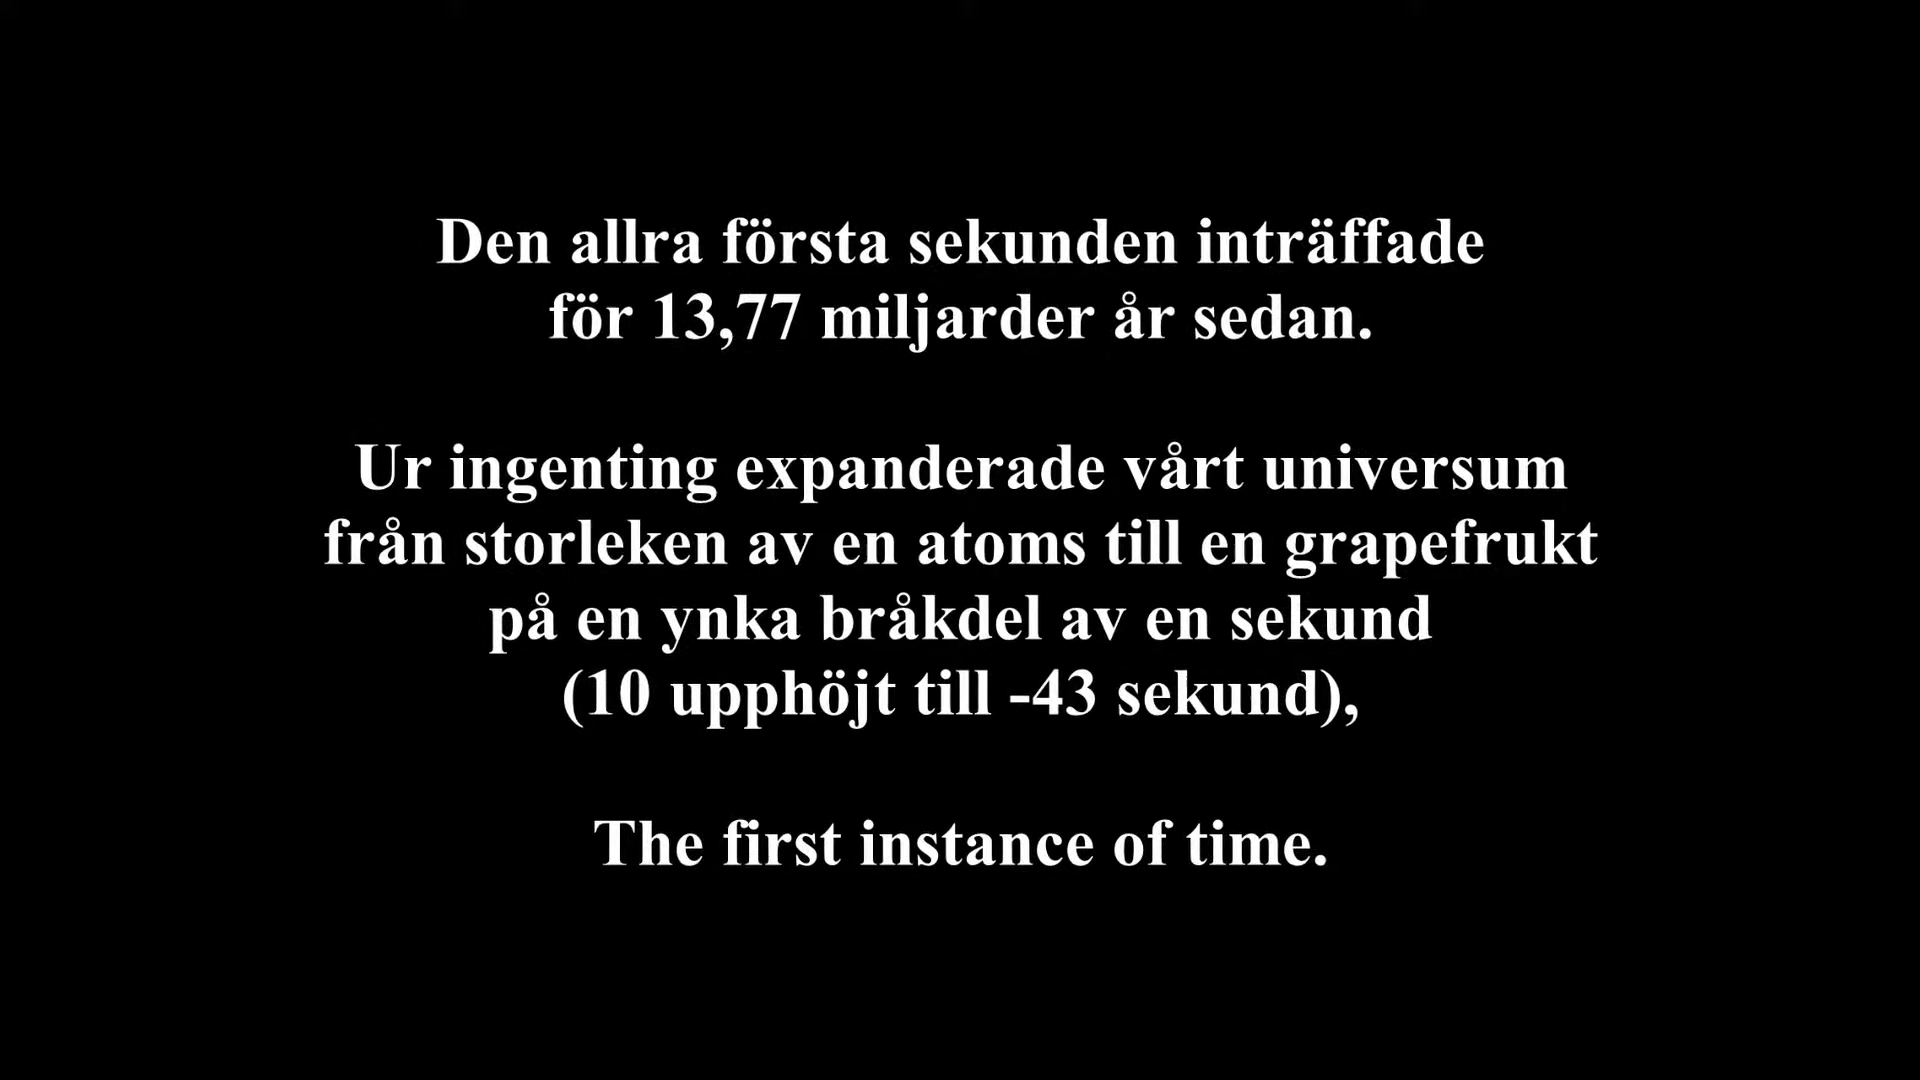 Den allra första sekunden inträffade
för 13,77 miljarder år sedan.
Ur ingenting expanderade vårt universum
från storleken av en atoms till en grapefrukt
på en ynka bråkdel av en sekund
(10 upphöjt till -43 sekund),
The first instance of time.